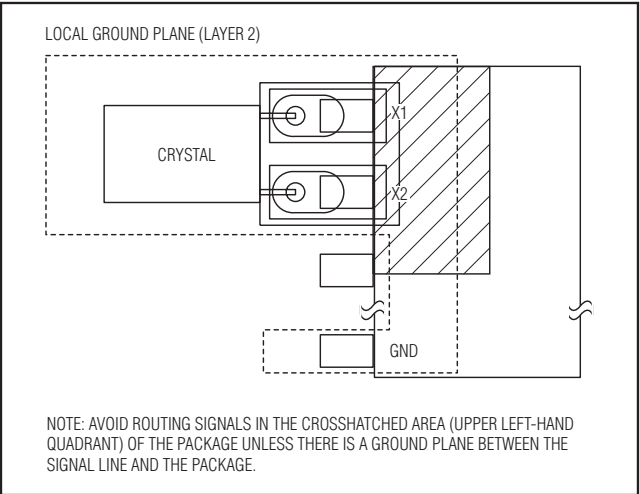 LOCAL GROUND PLANE (LAYER 2)
X1
CRYSTAL
X2
GND
NOTE: AVOID ROUTING SIGNALS IN THE CROSSHATCHED AREA (UPPER LEFT-HAND
QUADRANT) OF THE PACKAGE UNLESS THERE IS A GROUND PLANE BETWEEN THE
SIGNAL LINE AND THE PACKAGE.